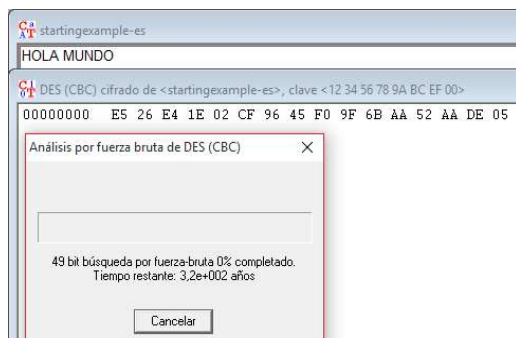 startingexample-es
HOLA MUNDO
DES (CBC) cifrado de <startingexample-es>, clave <12 34 56 78 9A BC EF 00>
00000000 E5 26 E4 1E 02 CF 96 45 F0 9F 6B AA 52 AA DE 05
Análisis por fuerza bruta de DES (CBC)
49 bit búsqueda por fuerza-bruta 0% completado.
Tiempo restante: 3,2e+002 años
Cancelar